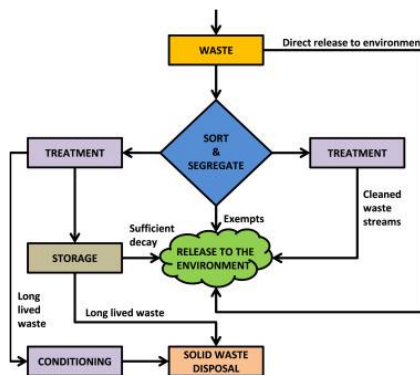 Direct release to environment
WASTE
SORT
&
SEGREGATE
TREATMENT
TREATMENT
Exempts
Cleaned
waste
streams
Sufficient
decay
RELEASE TO THE
ENVIRONMENT
STORAGE
Long
lived
waste
Long lived waste
CONDITIONING
SOLID WASTE
DISPOSAL